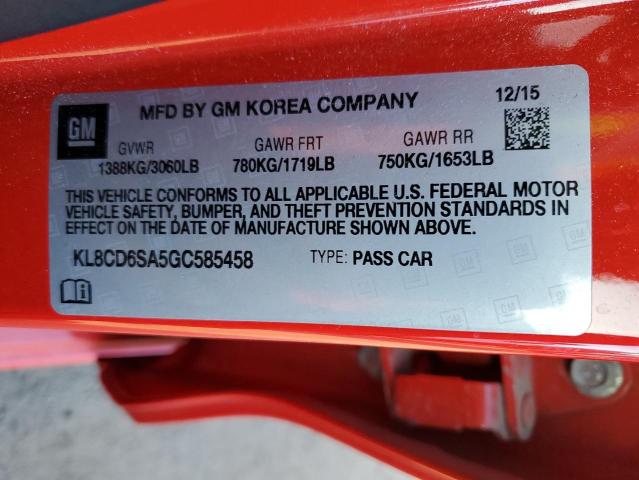 GM
MFD BY GM KOREA COMPANY
12/15
GVWR
GAWR FRT
GAWR RR
1388KG/3060LB
780KG/1719LB
750KG/1653LB
THIS VEHICLE CONFORMS TO ALL APPLICABLE U.S. FEDERAL MOTOR
VEHICLE SAFETY, BUMPER, AND THEFT PREVENTION STANDARDS IN
EFFECT ON THE DATE OF MANUFACTURE SHOWN ABOVE.
KL8CD6SA5GC585458
TYPE: PASS CAR